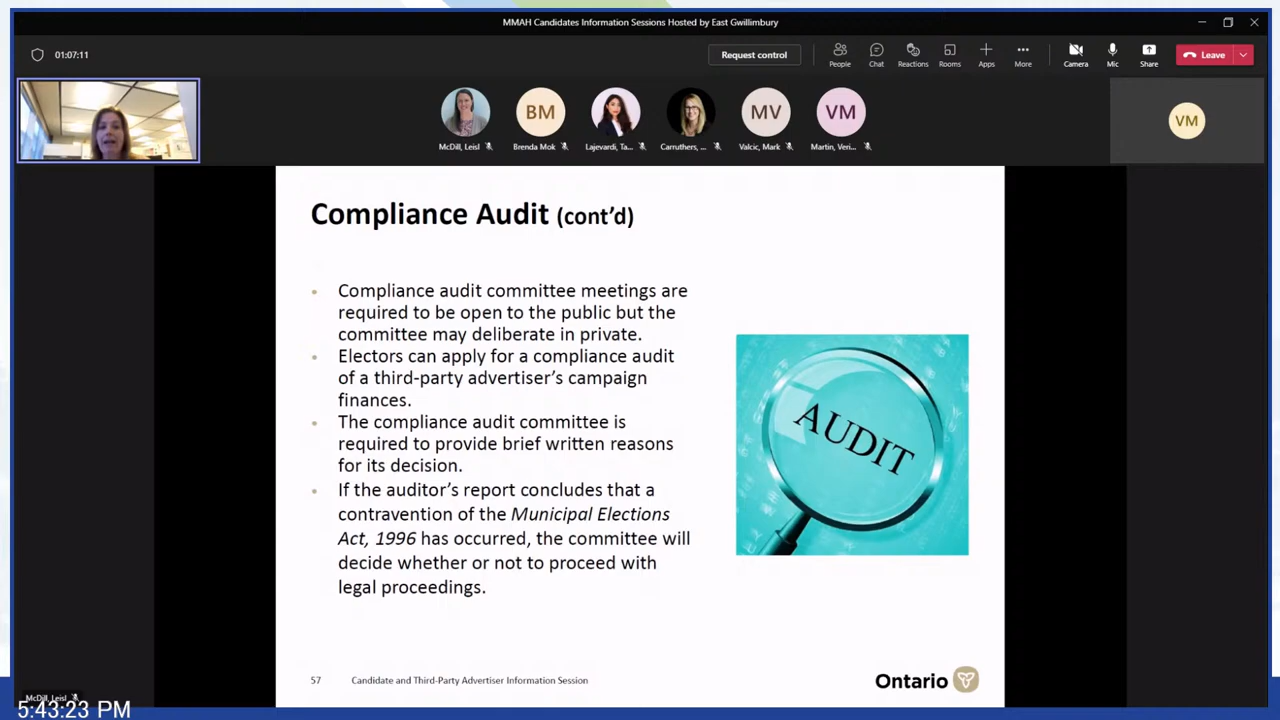 MMAH Candidates Information Sessions Hosted by East Gwillimbury
01:07:11
Request control
People
Chat
Reactions
Rooms
Apps
More
Camera
Mic
Share
Leave
BM
MV
VM
VM
McDill, Leisl
Brenda Mok
Lajevardi, Ta...
Carruthers, ...
Valcic, Mark
Martin, Veri...
Compliance Audit (cont'd)
• Compliance audit committee meetings are
required to be open to the public but the
committee may deliberate in private.
• Electors can apply for a compliance audit
of a third-party advertiser's campaign
finances.
• The compliance audit committee is
required to provide brief written reasons
for its decision.
• If the auditor's report concludes that a
contravention of the Municipal Elections
Act, 1996 has occurred, the committee will
decide whether or not to proceed with
legal proceedings.
AUDIT
57
Candidate and Third-Party Advertiser Information Session
Ontario
McDill, Leisl
5:43:23 PM